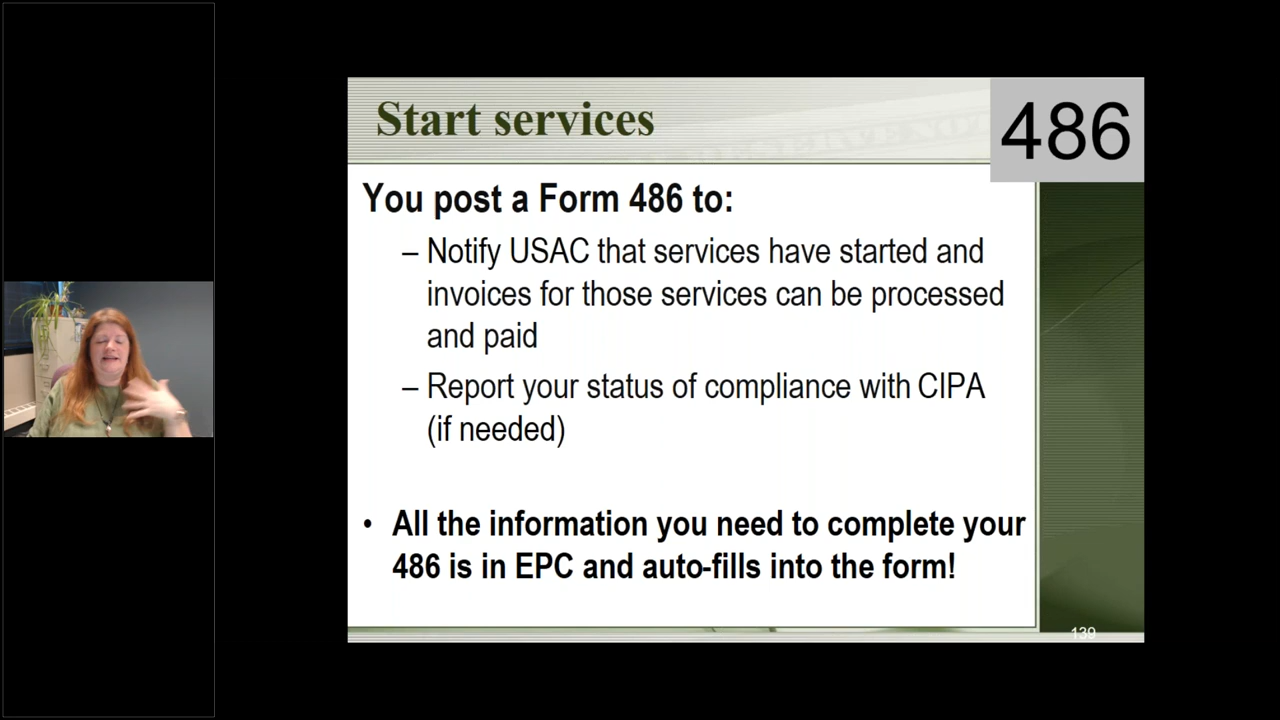 Start services
486
You post a Form 486 to:
– Notify USAC that services have started and
invoices for those services can be processed
and paid
– Report your status of compliance with CIPA
(if needed)
• All the information you need to complete your
486 is in EPC and auto-fills into the form!
139